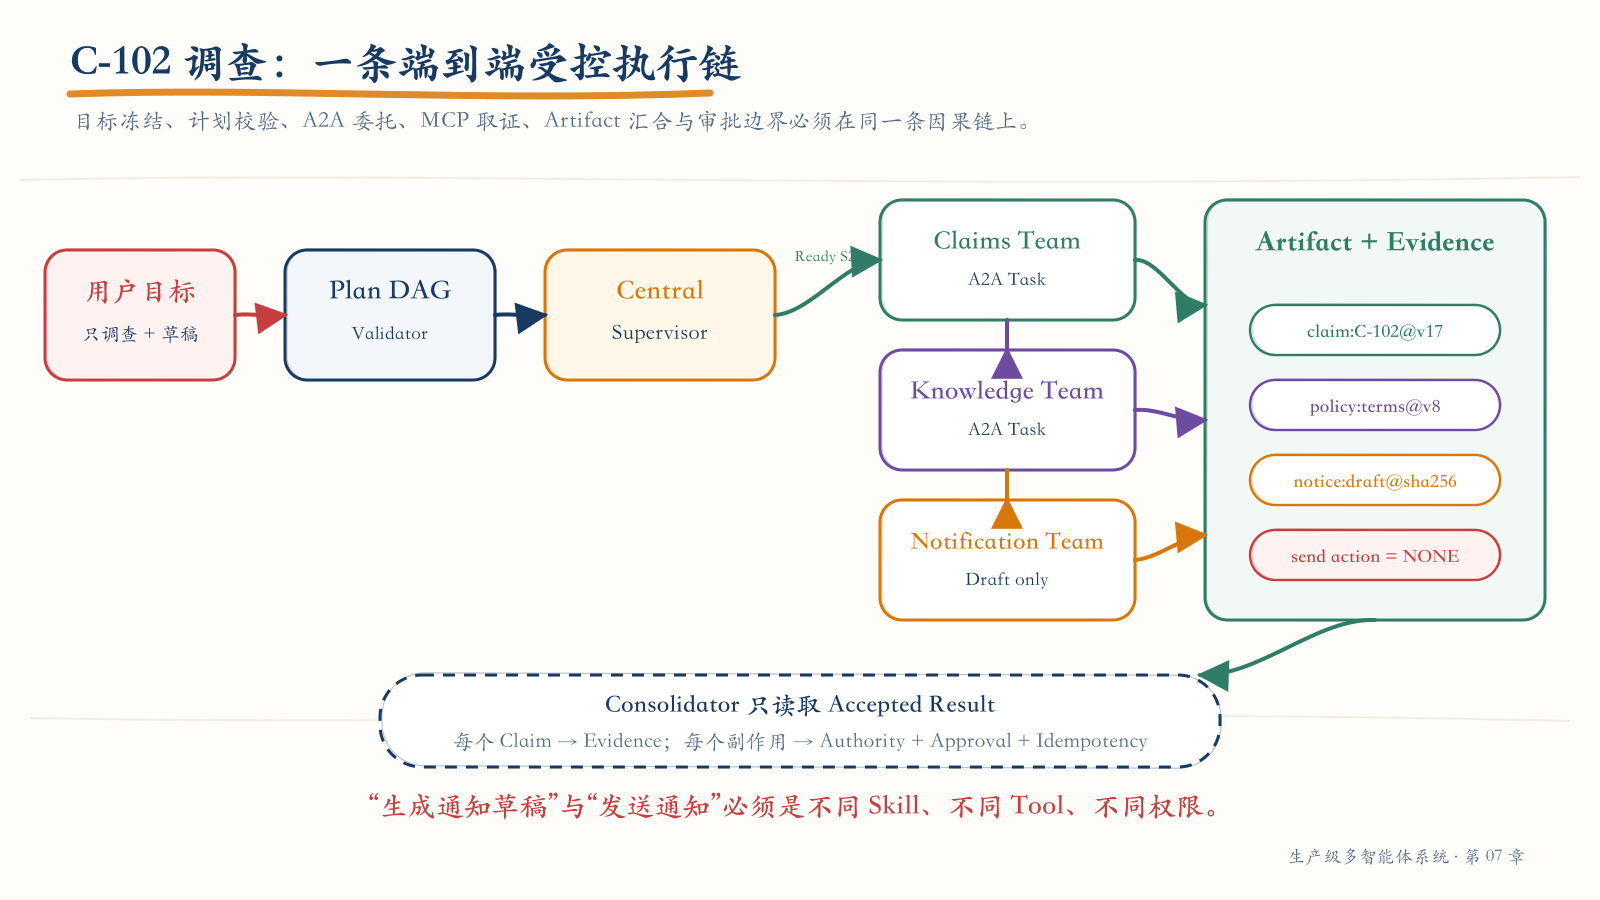 C-102 调查：一条端到端受控执行链
目标冻结、计划校验、A2A 委托、MCP 取证、Artifact 汇合与审批边界必须在同一条因果链上。
用户目标
只调查 + 草稿
Plan DAG
Validator
Central
Supervisor
Ready
Claims Team
A2A Task
Knowledge Team
A2A Task
Notification Team
Draft only
Artifact + Evidence
claim:C-102@v17
policy:terms@v8
notice:draft@sha256
send action = NONE
Consolidator 只读取 Accepted Result
每个 Claim → Evidence；每个副作用 → Authority + Approval + Idempotency
“生成通知草稿”与“发送通知”必须是不同 Skill、不同 Tool、不同权限。
生产级多智能体系统 · 第 07 章